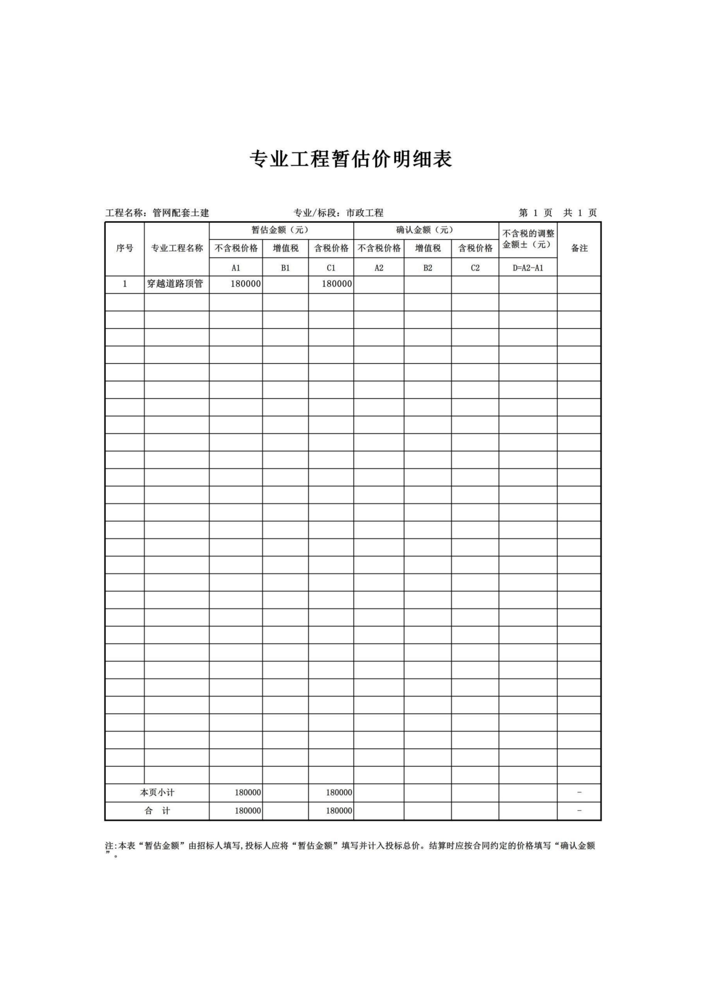 专业工程暂估价明细表
工程名称：管网配套土建 专业/标段：市政工程 第 1 页 共 1 页
序号 专业工程名称 暂估金额（元） 确认金额（元） 不含税的调整金额±（元） 备注
不含税价格 增值税 含税价格 不含税价格 增值税 含税价格
A1 B1 C1 A2 B2 C2 D=A2-A1
1 穿越道路顶管 180000 180000
本页小计 180000 180000 -
合 计 180000 180000 -
注:本表“暂估金额”由招标人填写,投标人应将“暂估金额”填写并计入投标总价。结算时应按合同约定的价格填写“确认金额
”。